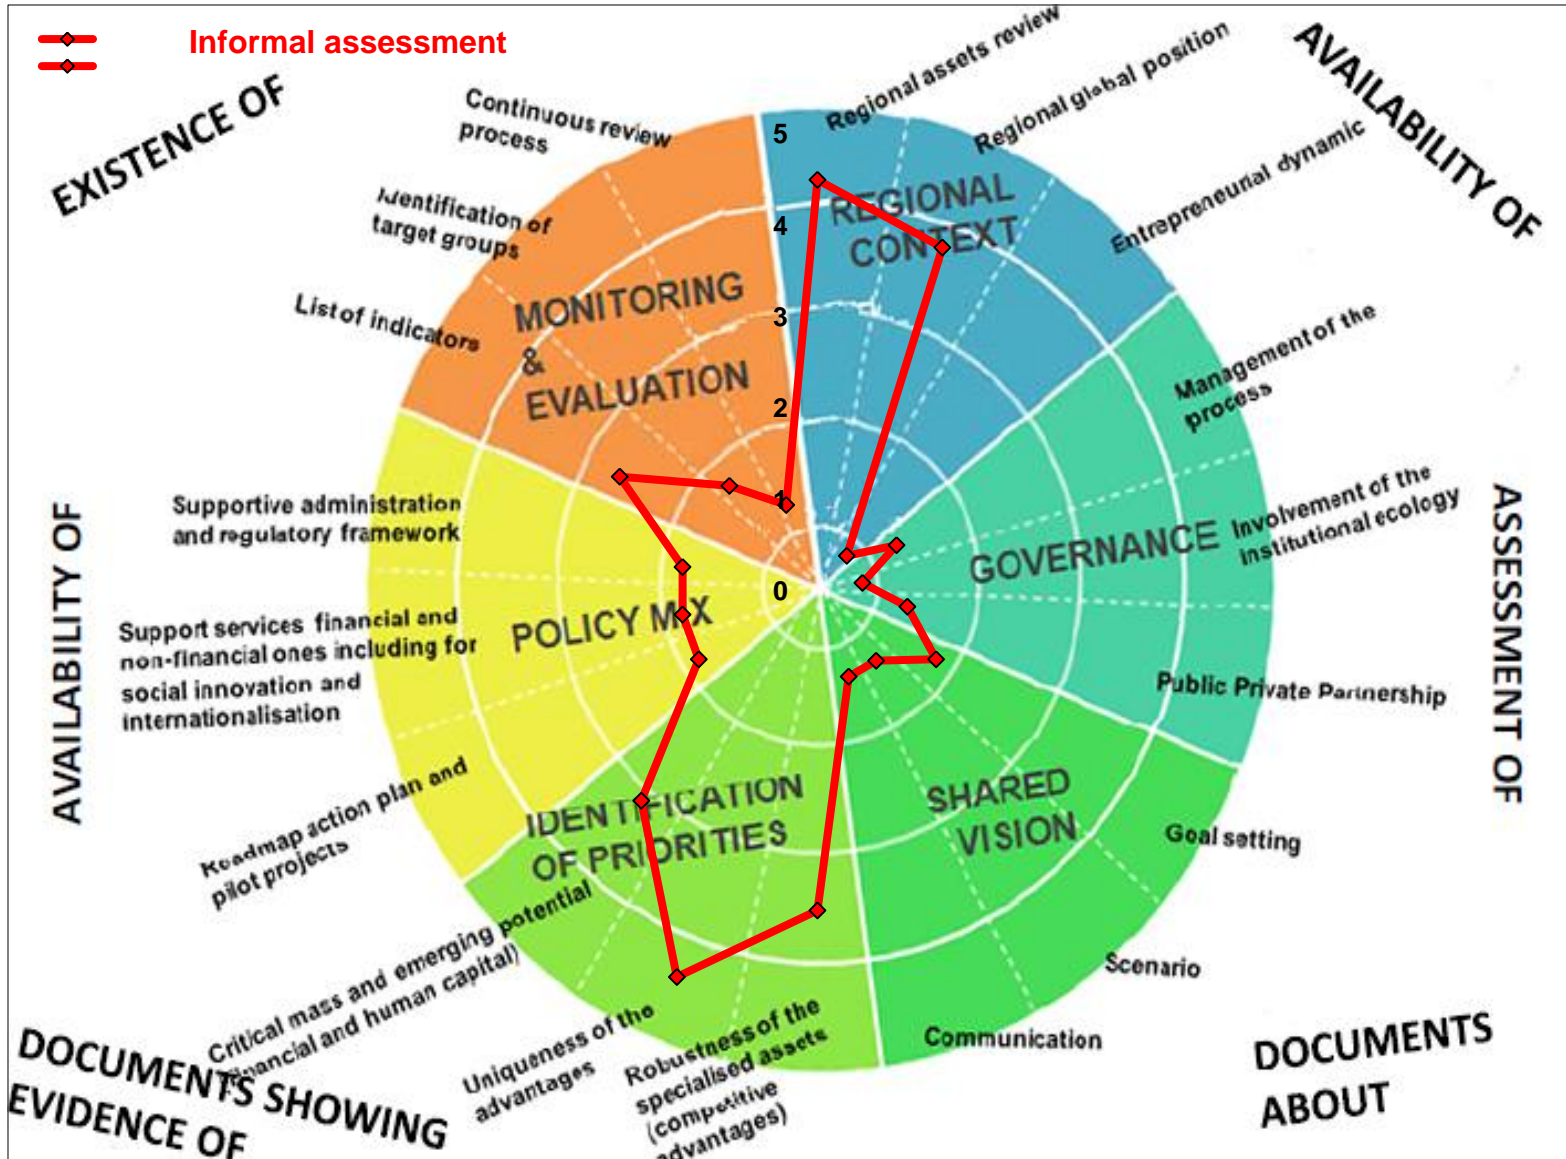 Informal assessment
EXISTENCE OF
Continuous review
process
Identification of
target groups
List of indicators
MONITORING
&
EVALUATION
Regional assets review
Regional global position
Entrepreneurial dynamic
REGIONAL
CONTEXT
AVAILABILITY OF
5
4
3
2
1
0
Management of the
process
Involvement of the
institutional ecology
Public Private Partnership
GOVERNANCE
ASSESSMENT OF
Supportive administration
and regulatory framework
Support services financial and
non-financial ones including for
social innovation and
internationalisation
Roadmap action plan and
pilot projects
POLICY MIX
AVAILABILITY OF
IDENTIFICATION
OF PRIORITIES
Critical mass and emerging potential
financial and human capital)
Uniqueness of the
advantages
Robustness of the
specialised assets
(competitive
advantages)
DOCUMENTS SHOWING
EVIDENCE OF
SHARED
VISION
Goal setting
Scenario
Communication
DOCUMENTS
ABOUT